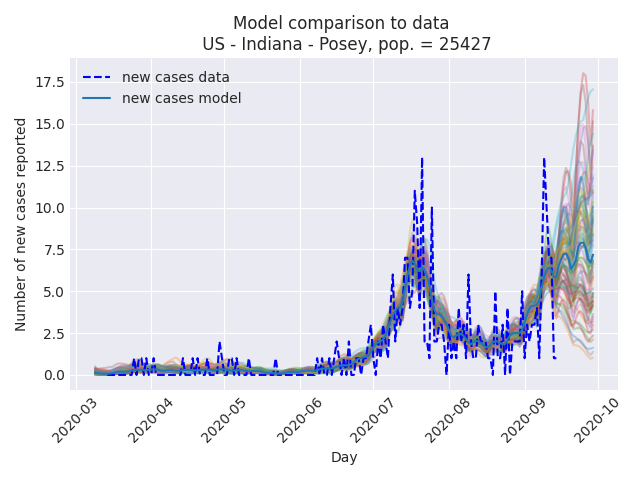 Model comparison to data
US - Indiana - Posey, pop. = 25427
new cases data
new cases model
Number of new cases reported
17.5
15.0
12.5
10.0
7.5
5.0
2.5
0.0
2020-03
2020-04
2020-05
2020-06
2020-07
2020-08
2020-09
2020-10
Day